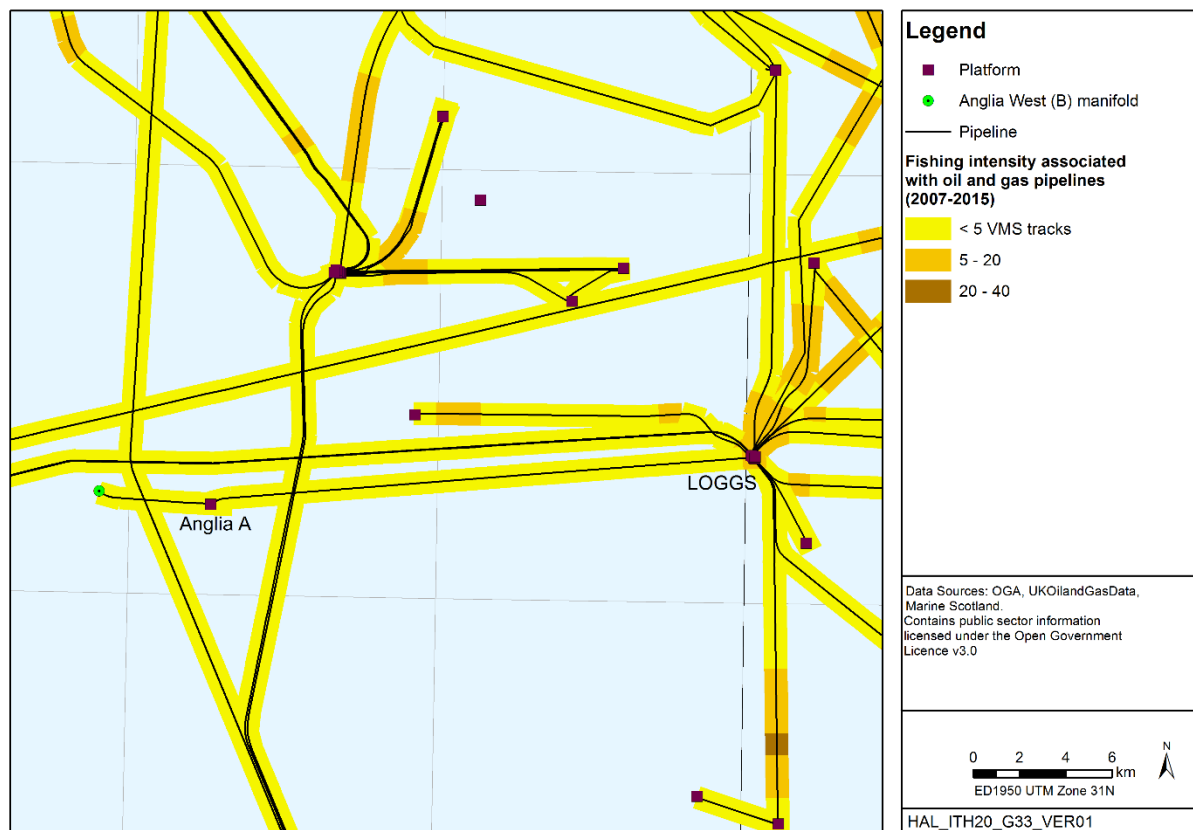 LOGGS
Anglia A
Legend
Platform
Anglia West (B) manifold
Pipeline
Fishing intensity associated
with oil and gas pipelines
(2007-2015)
< 5 VMS tracks
5 - 20
20 - 40
Data Sources: OGA, UKOilandGasData,
Marine Scotland.
Contains public sector information
licensed under the Open Government
Licence v3.0
0 2 4 6
km
N
ED1950 UTM Zone 31N
HAL_ITH20_G33_VER01